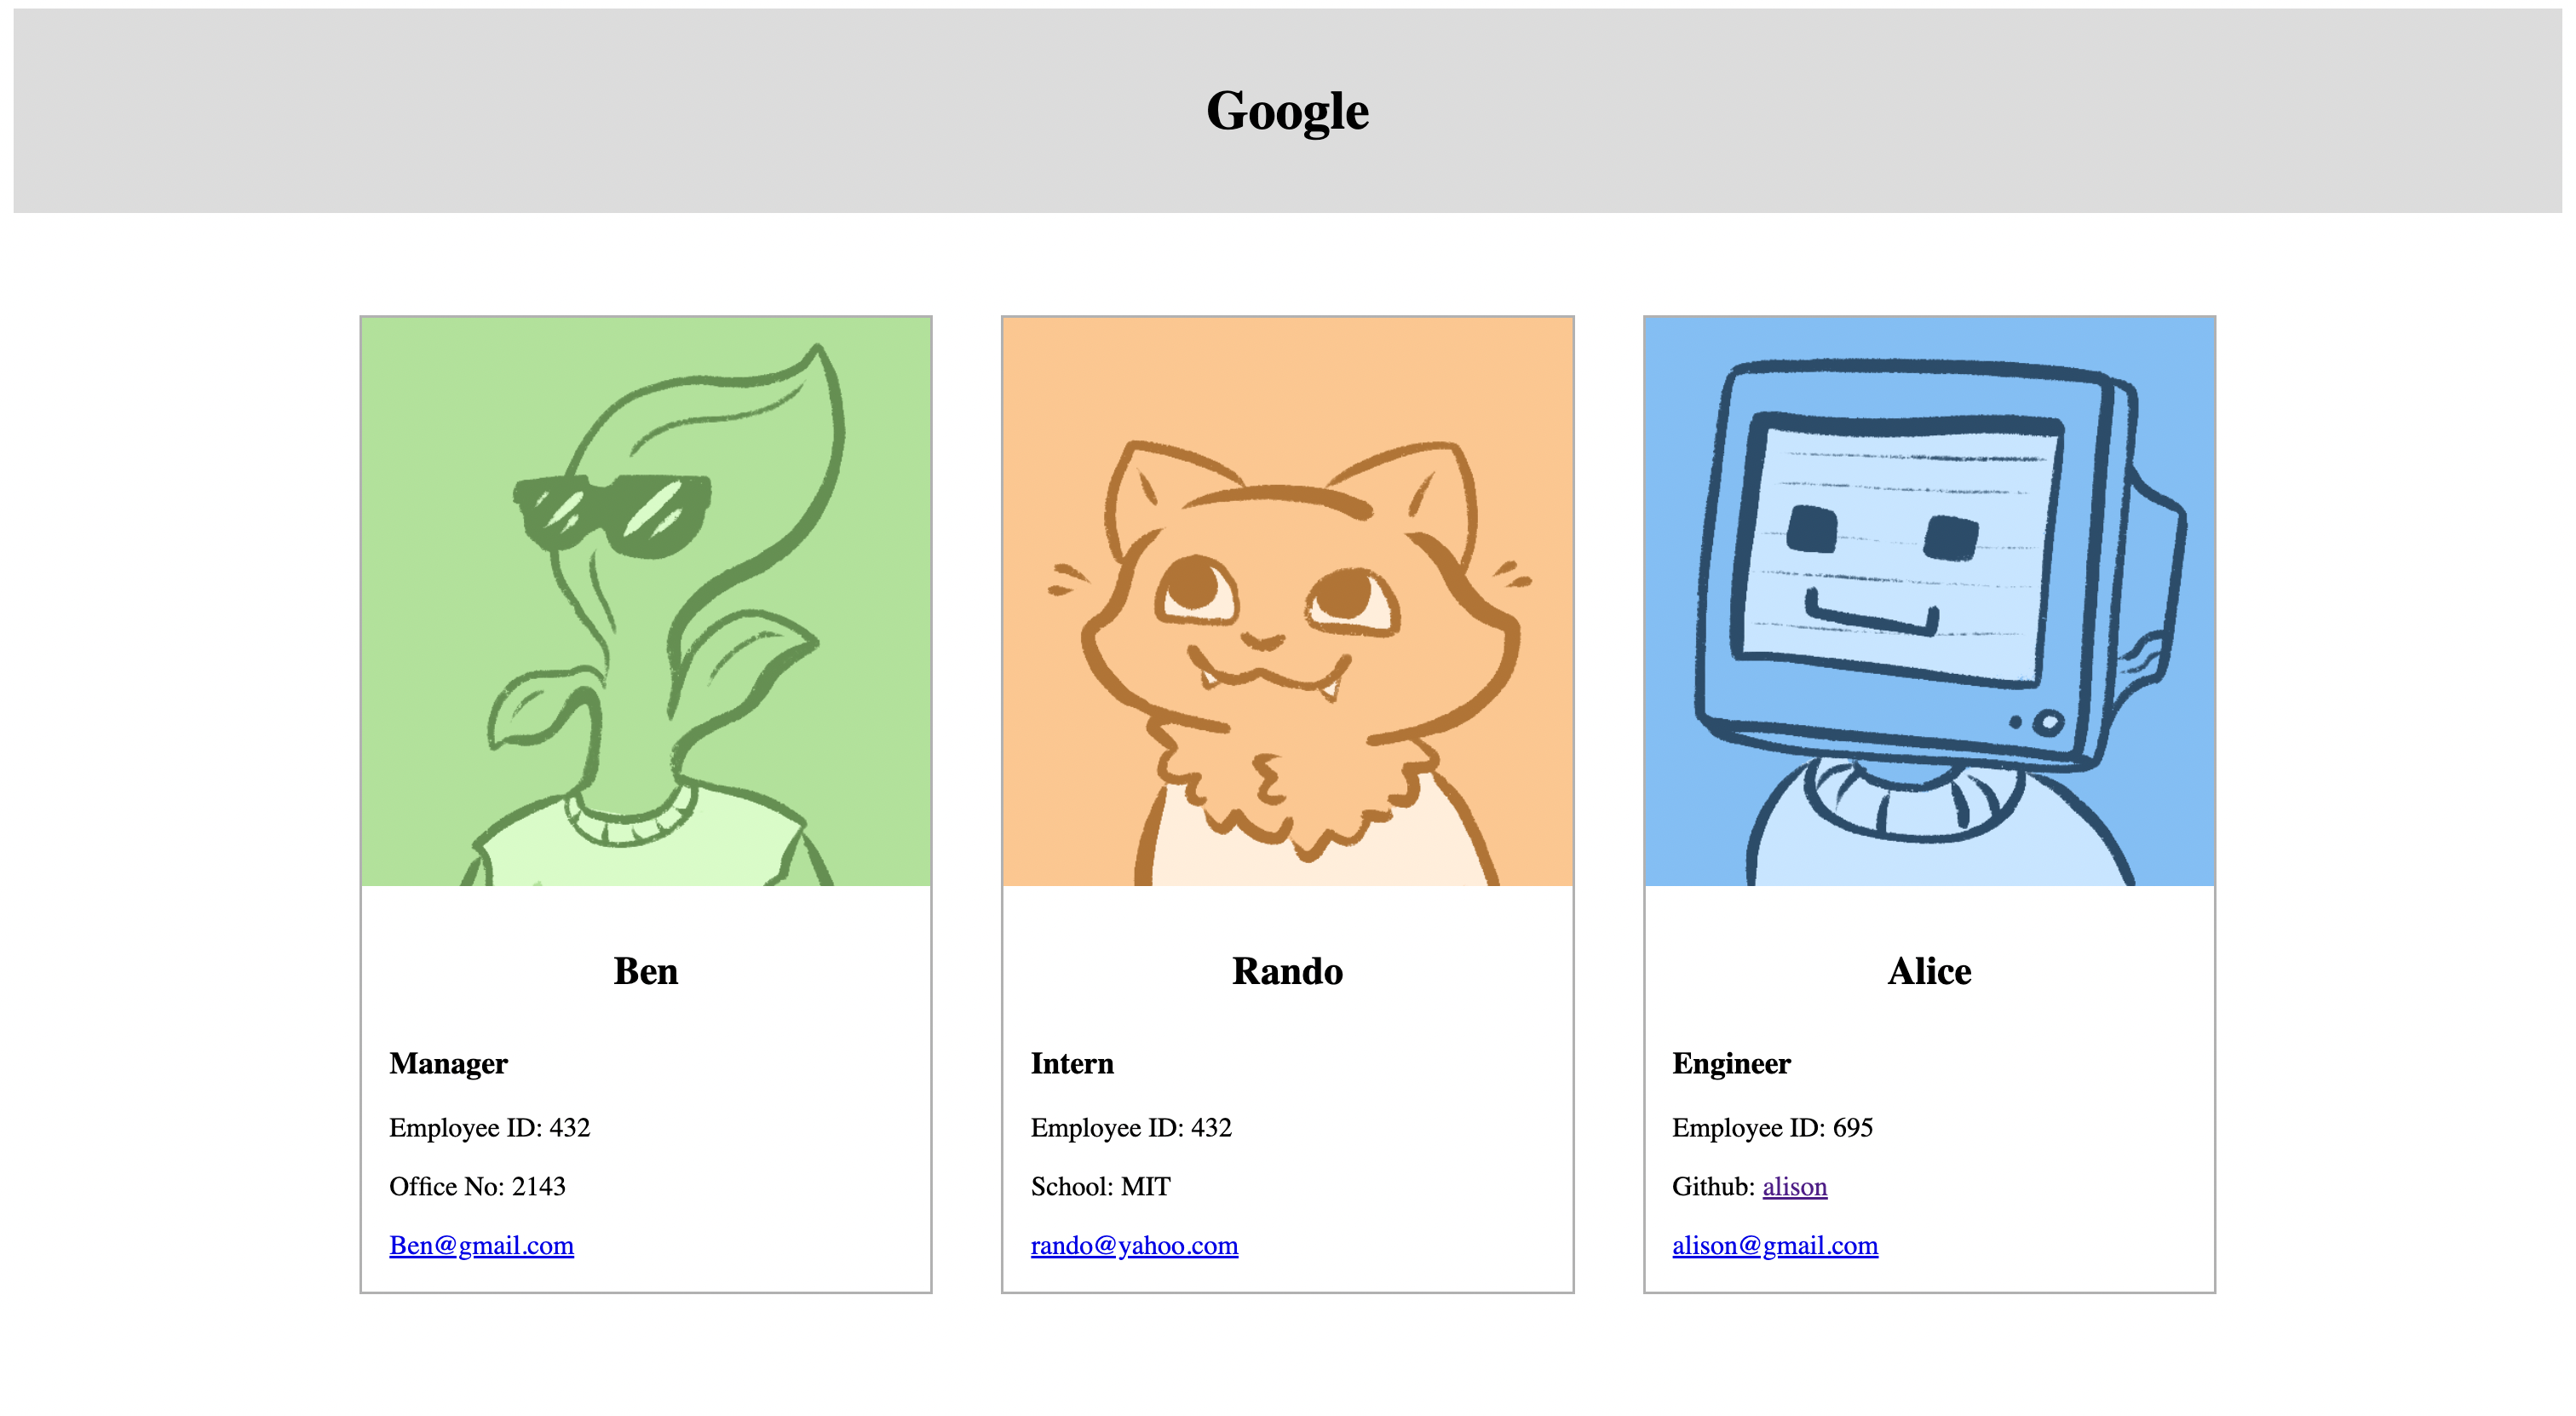 Google
Ben
Manager
Employee ID: 432
Office No: 2143
Ben@gmail.com
Rando
Intern
Employee ID: 432
School: MIT
rando@yahoo.com
Alice
Engineer
Employee ID: 695
Github: alison
alison@gmail.com